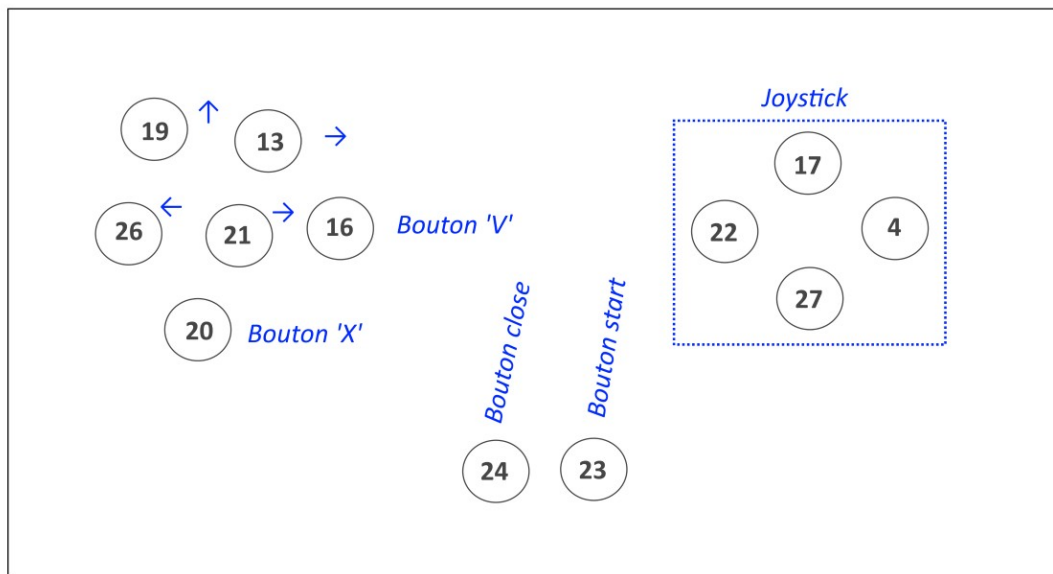 Joystick
19 ↑ 13 →
17
26 ← 21 → 16 Bouton 'V'
22 4
27
20 Bouton 'X'
Bouton close
Bouton start
24 23